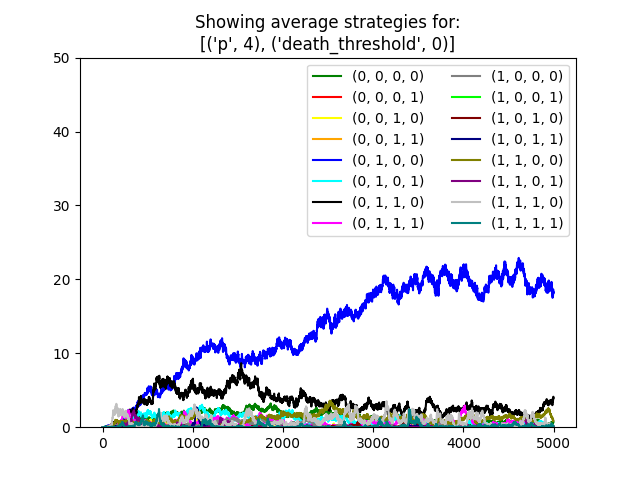 Showing average strategies for:
[('p', 4), ('death_threshold', 0)]
50
40
30
20
10
0
(0, 0, 0, 0)
(0, 0, 0, 1)
(0, 0, 1, 0)
(0, 0, 1, 1)
(0, 1, 0, 0)
(0, 1, 0, 1)
(0, 1, 1, 0)
(0, 1, 1, 1)
(1, 0, 0, 0)
(1, 0, 0, 1)
(1, 0, 1, 0)
(1, 0, 1, 1)
(1, 1, 0, 0)
(1, 1, 0, 1)
(1, 1, 1, 0)
(1, 1, 1, 1)
0 1000 2000 3000 4000 5000